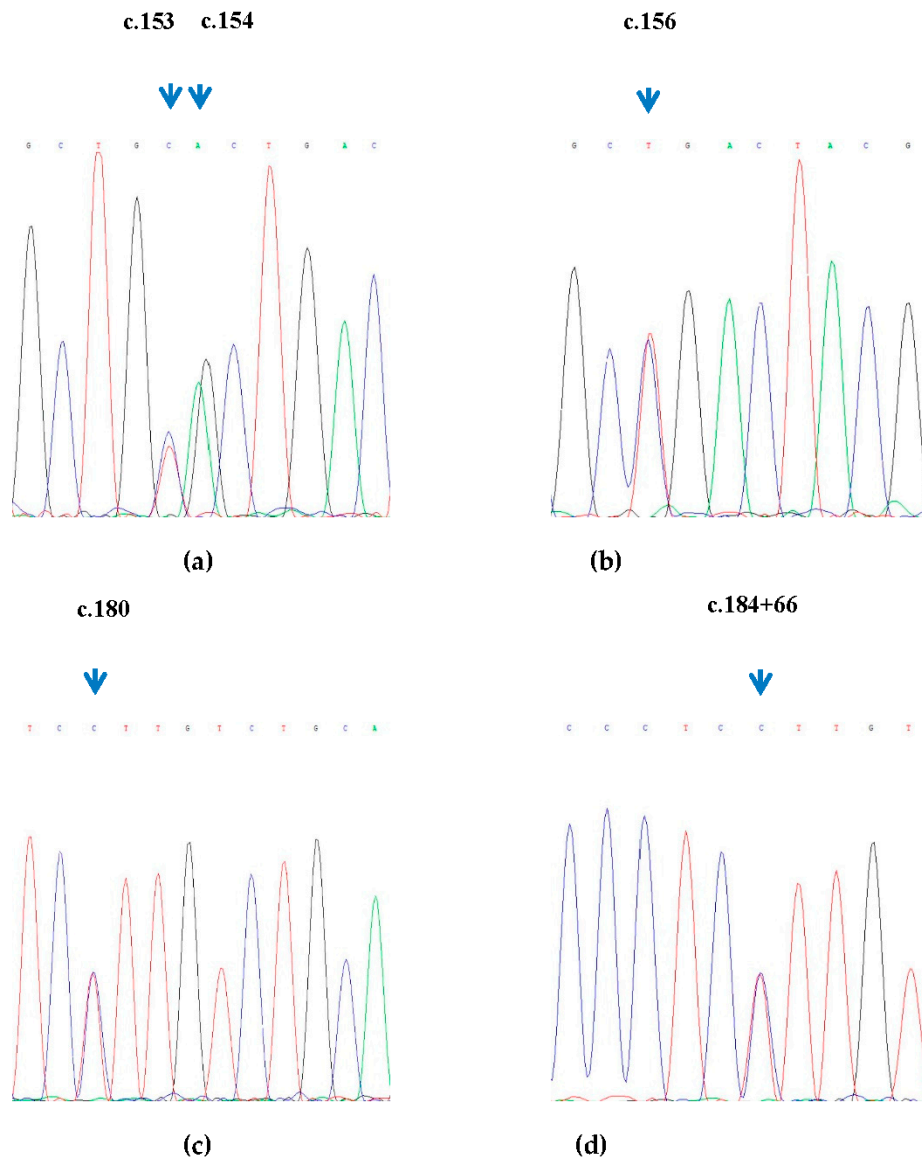 c.153 c.154
G C T G C A C T G A C
(a)
c.156
G C T G A C T A C G
(b)
c.180
T C C T T G T C T G C A
(c)
c.184+66
C C C T C C T T G T
(d)